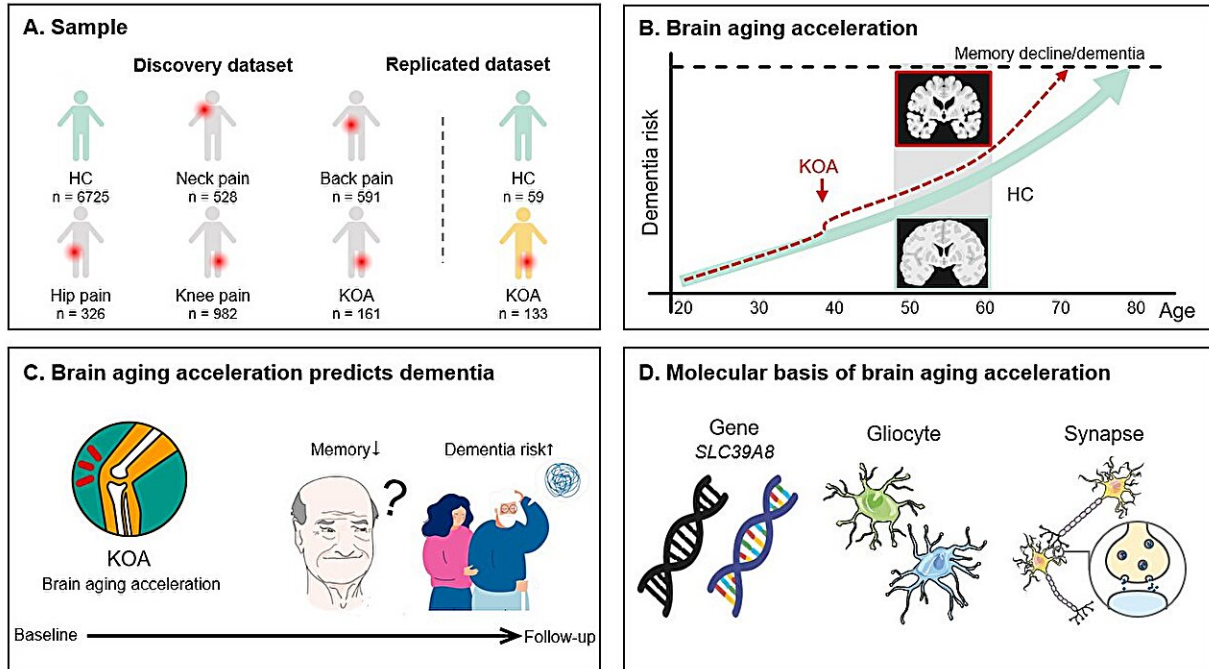 A. Sample
Discovery dataset
Replicated dataset
HC
n = 6725
Neck pain
n = 528
Back pain
n = 591
HC
n = 59
Hip pain
n = 326
Knee pain
n = 982
KOA
n = 161
KOA
n = 133
B. Brain aging acceleration
Memory decline/dementia
Dementia risk
KOA
HC
20 30 40 50 60 70 80 Age
C. Brain aging acceleration predicts dementia
Memory↓
Dementia risk↑
?
KOA
Brain aging acceleration
Baseline
Follow-up
D. Molecular basis of brain aging acceleration
Gene
SLC39A8
Gliocyte
Synapse